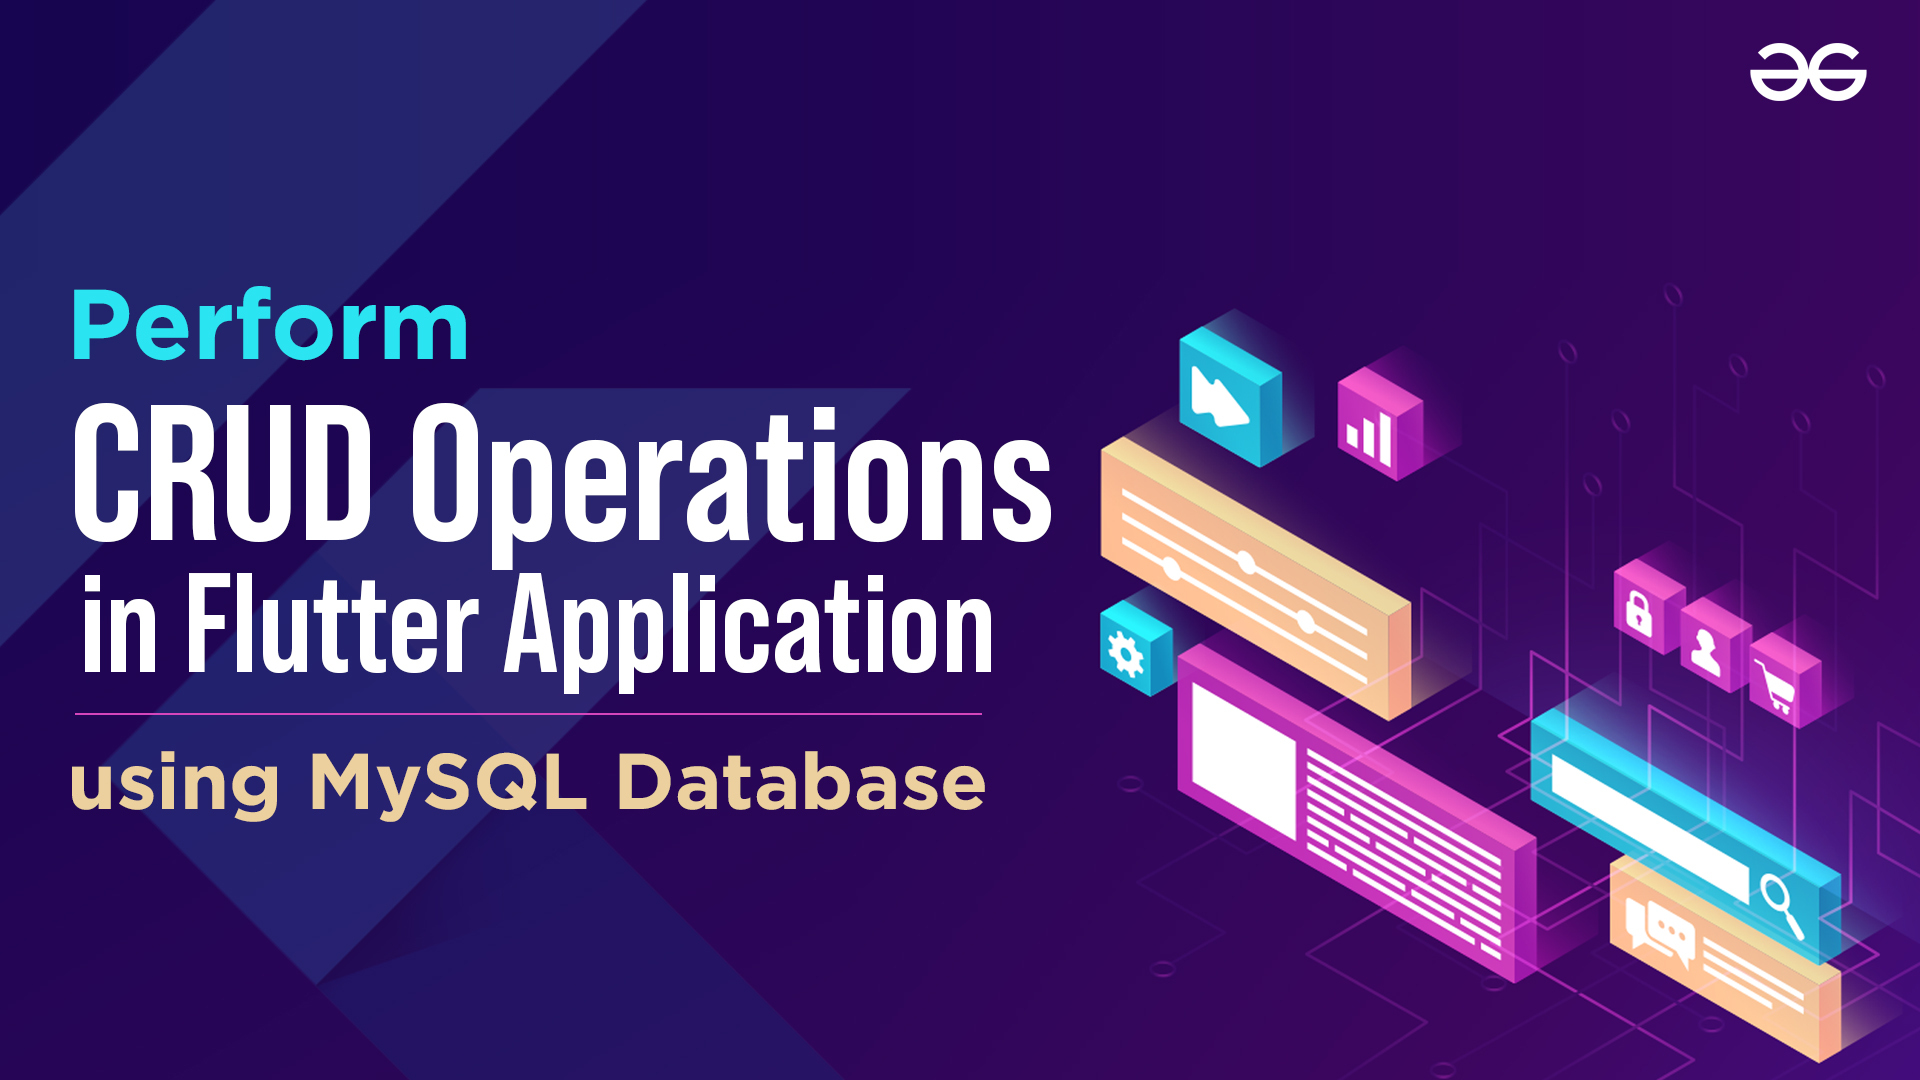 Perform
CRUD Operations
in Flutter Application
using MySQL Database